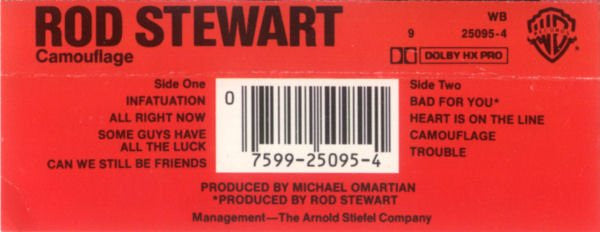 ROD STEWART
Camouflage
WB
9 25095-4
DOLBY HX PRO
Side One
INFATUATION
ALL RIGHT NOW
SOME GUYS HAVE
ALL THE LUCK
CAN WE STILL BE FRIENDS
0
7599-25095-4
Side Two
BAD FOR YOU*
HEART IS ON THE LINE
CAMOUFLAGE
TROUBLE
PRODUCED BY MICHAEL OMARTIAN
*PRODUCED BY ROD STEWART
Management—The Arnold Stiefel Company